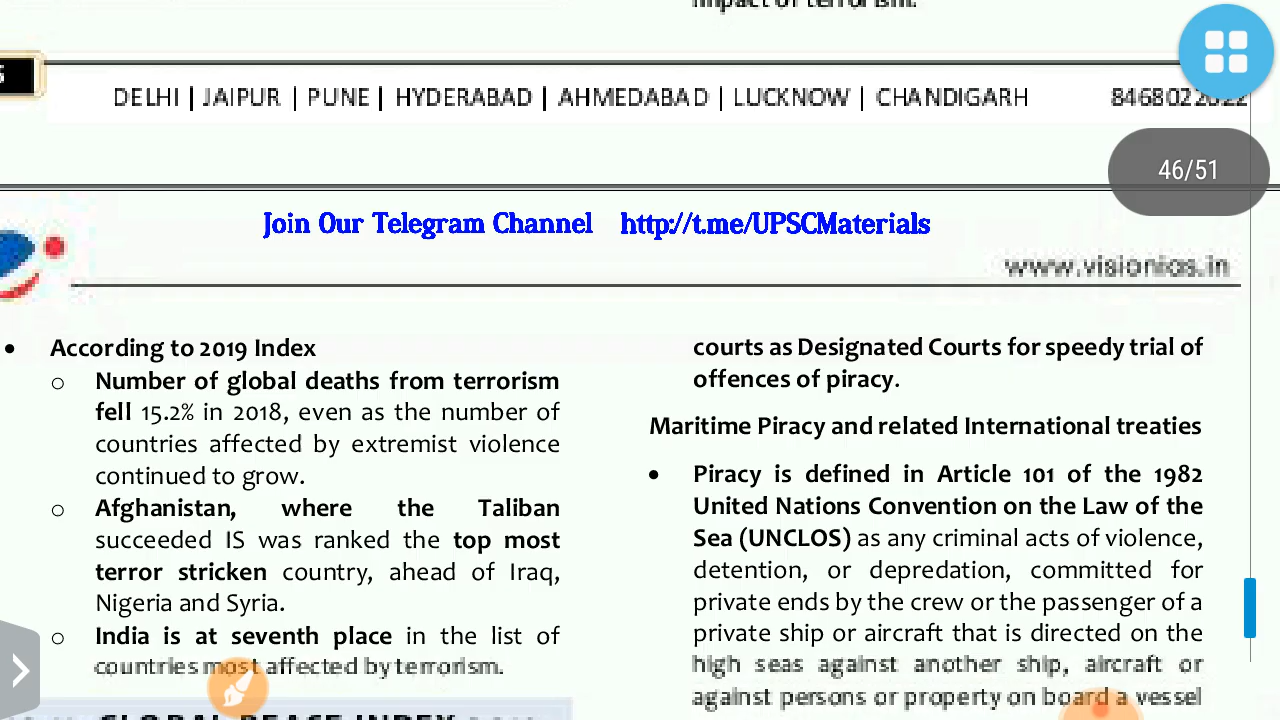 impact of terrorism.
DELHI | JAIPUR | PUNE | HYDERABAD | AHMEDABAD | LUCKNOW | CHANDIGARH 8468022022
46/51
Join Our Telegram Channel http://t.me/UPSCMaterials
www.visionias.in
• According to 2019 Index
o Number of global deaths from terrorism
fell 15.2% in 2018, even as the number of
countries affected by extremist violence
continued to grow.
o Afghanistan, where the Taliban
succeeded IS was ranked the top most
terror stricken country, ahead of Iraq,
Nigeria and Syria.
o India is at seventh place in the list of
countries most affected by terrorism.
courts as Designated Courts for speedy trial of
offences of piracy.
Maritime Piracy and related International treaties
• Piracy is defined in Article 101 of the 1982
United Nations Convention on the Law of the
Sea (UNCLOS) as any criminal acts of violence,
detention, or depredation, committed for
private ends by the crew or the passenger of a
private ship or aircraft that is directed on the
high seas against another ship, aircraft or
against persons or property on board a vessel
GLOBAL PEACE INDEX